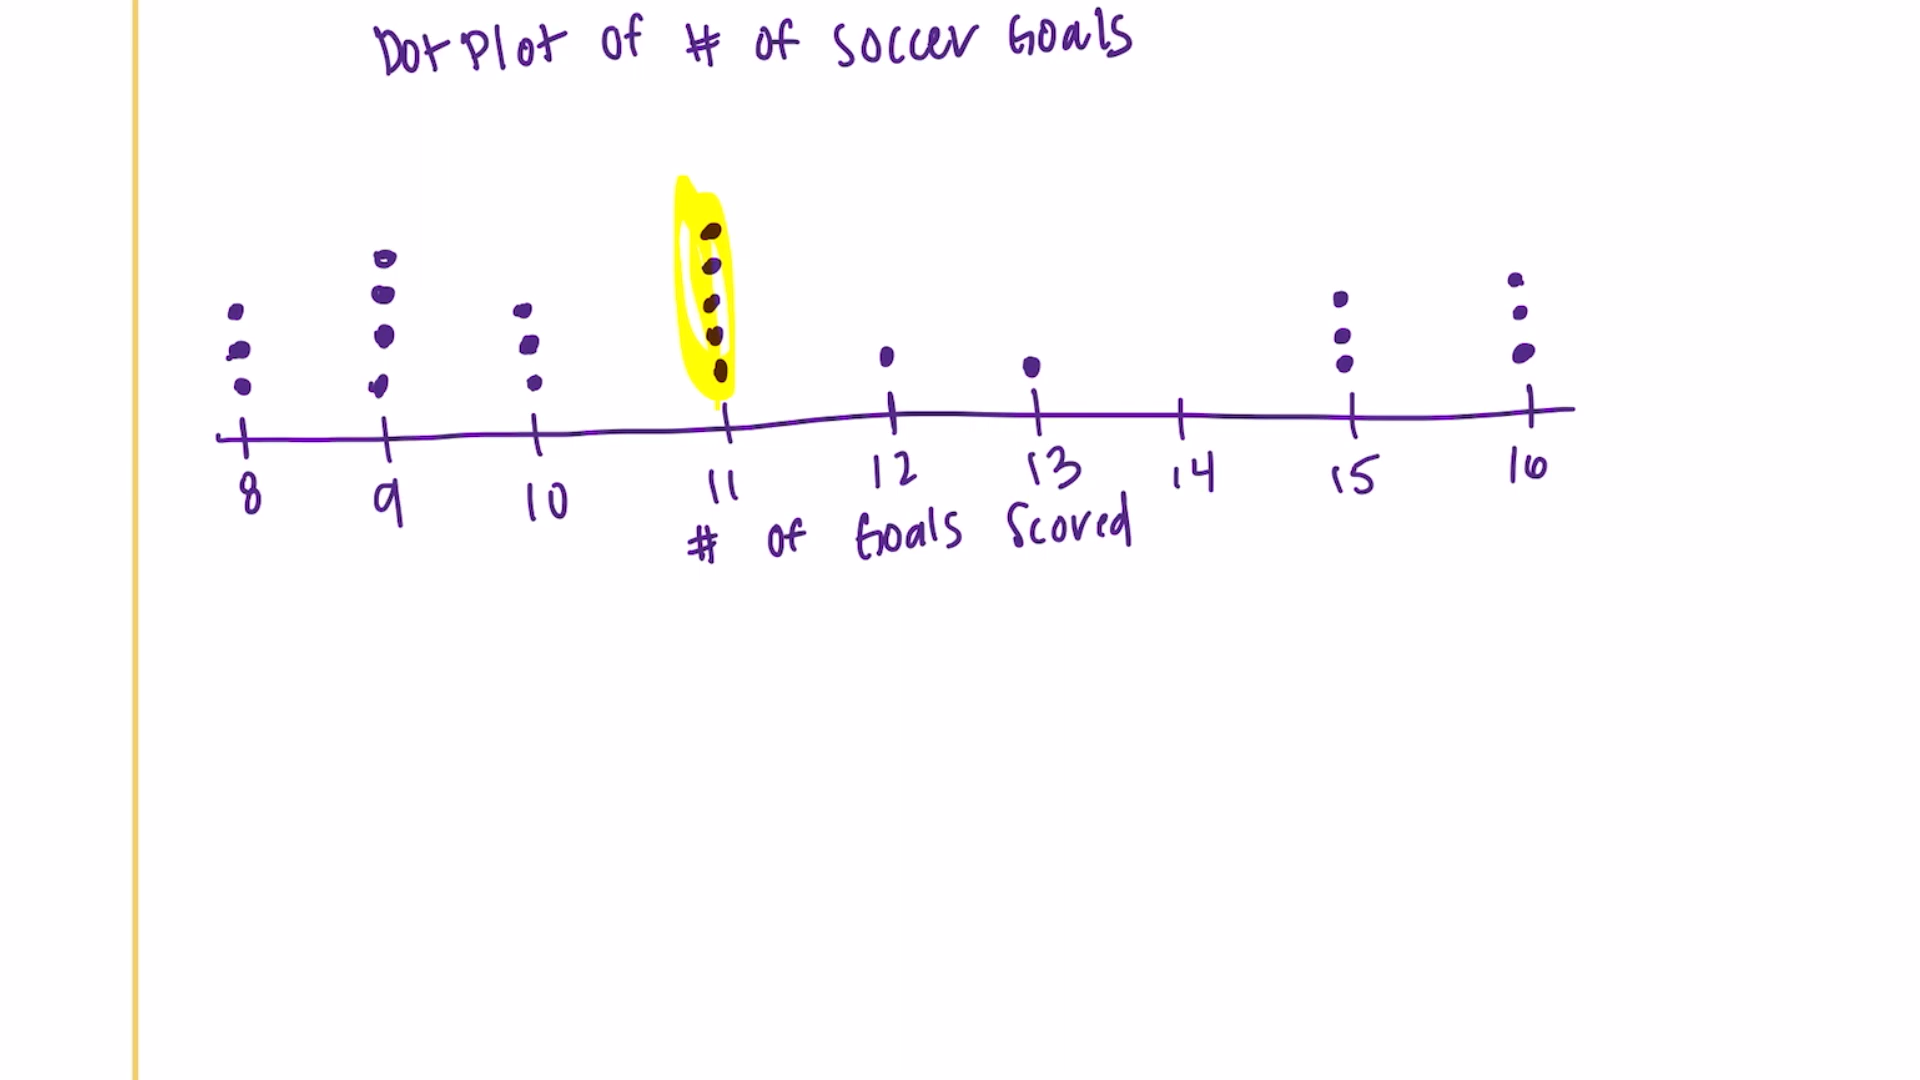 Dot Plot of # of Soccer Goals
8 9 10 11 12 13 14 15 16
# of Goals Scored